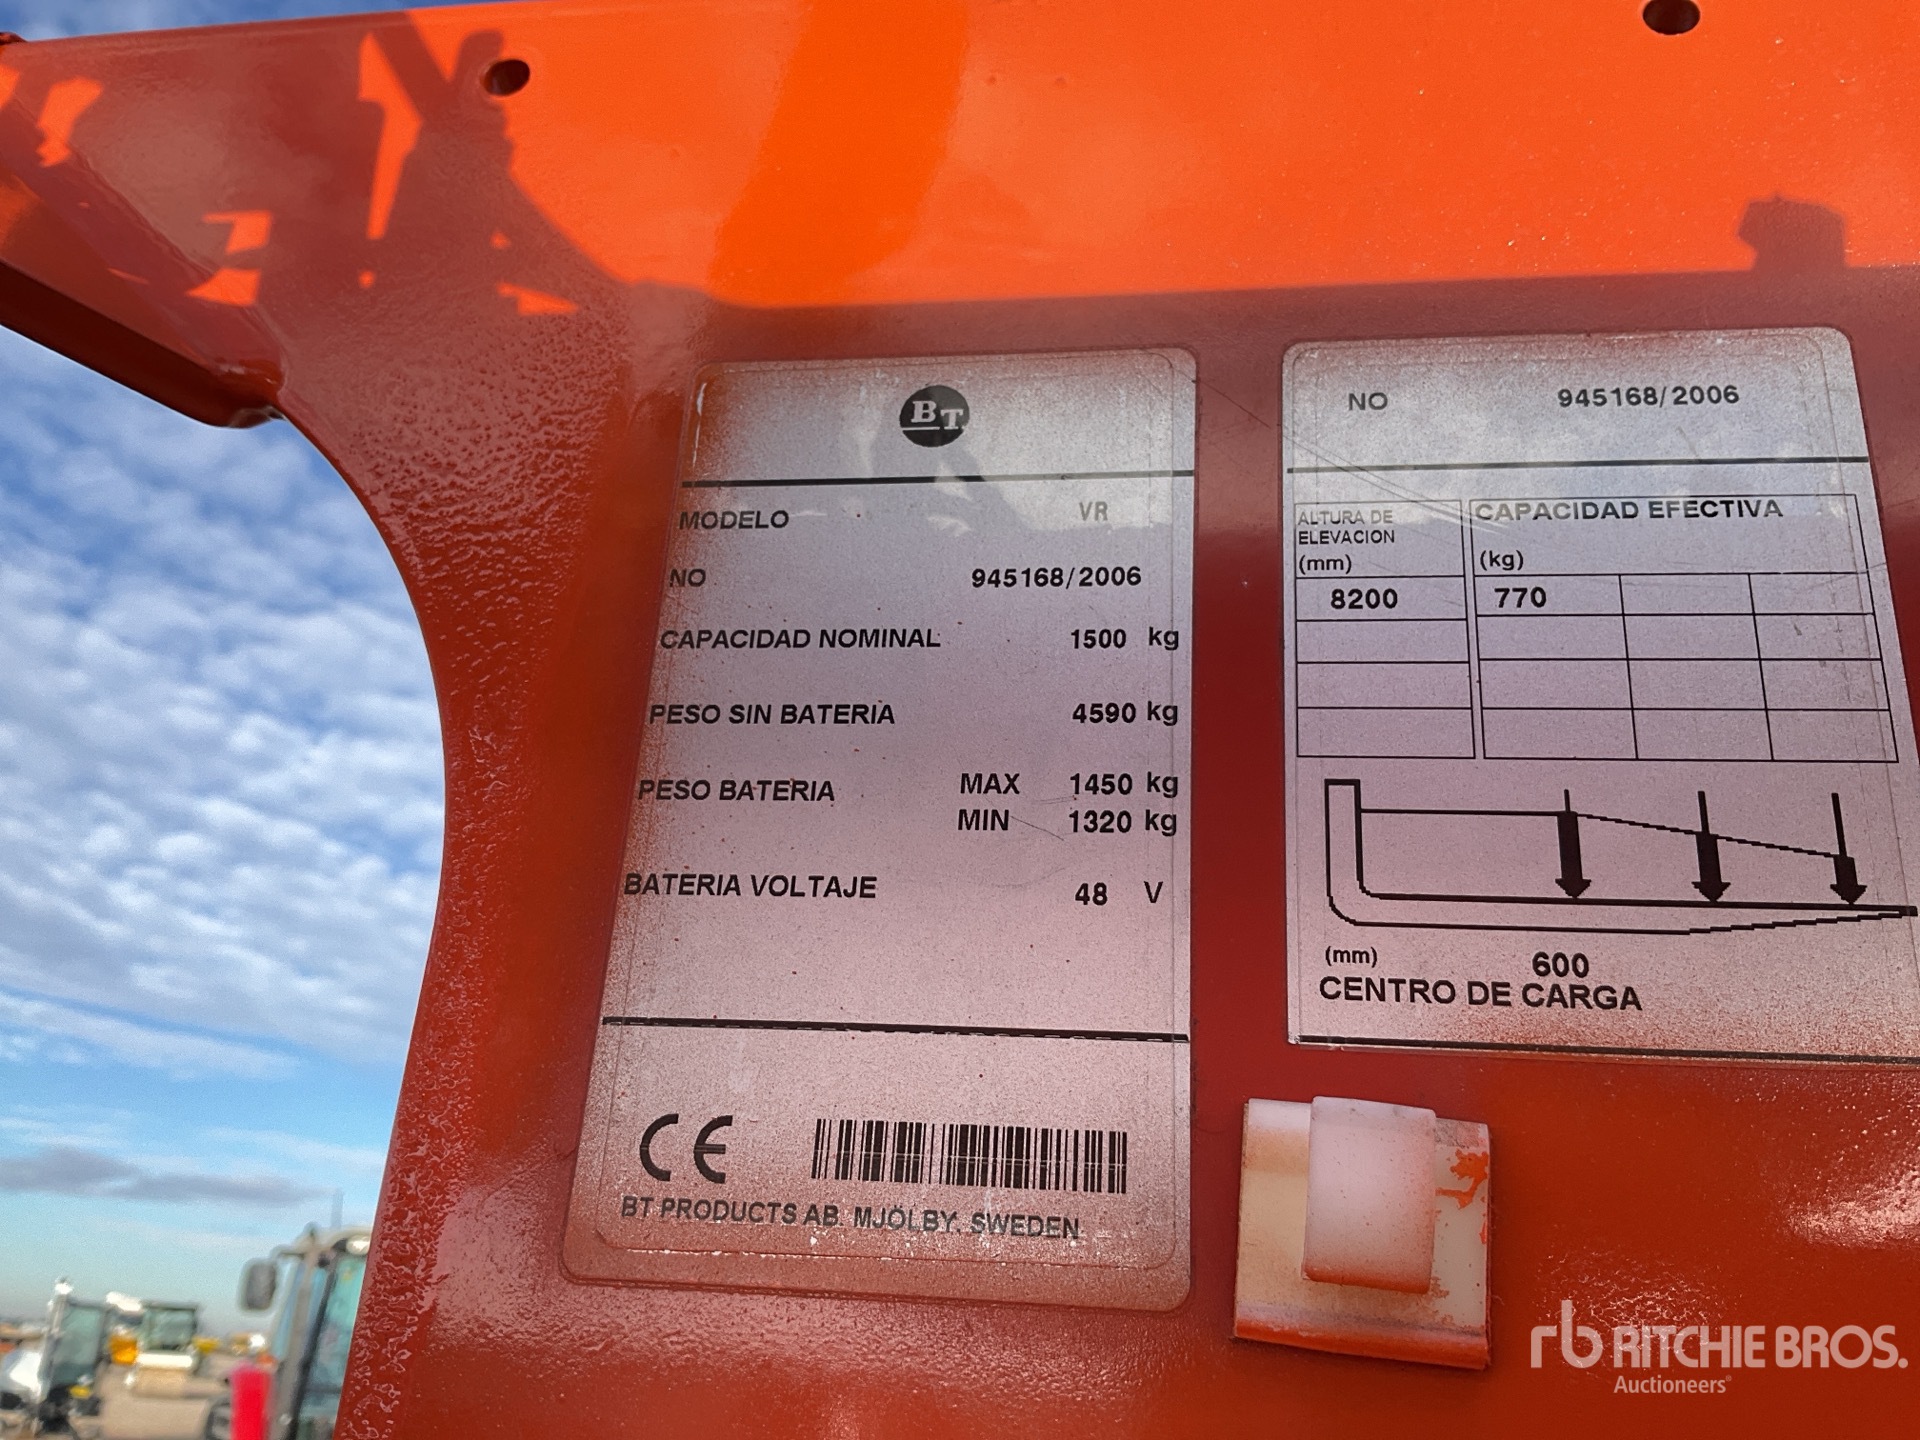 BT
MODELO VR
NO 945168/2006
CAPACIDAD NOMINAL 1500 kg
PESO SIN BATERIA 4590 kg
PESO BATERIA MAX 1450 kg
MIN 1320 kg
BATERIA VOLTAJE 48 V
CE
BT PRODUCTS AB. MJÖLBY. SWEDEN
NO 945168/2006
ALTURA DE
ELEVACION
(mm)
CAPACIDAD EFECTIVA
(kg)
8200 770
(mm) 600
CENTRO DE CARGA
rb RITCHIE BROS.
Auctioneers